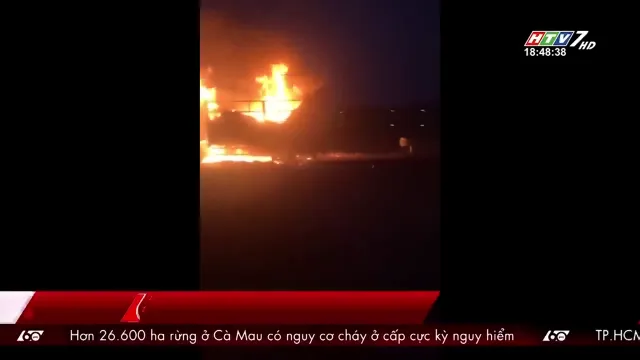 HTV7 HD
18:48:38
Hơn 26.600 ha rừng ở Cà Mau có nguy cơ cháy ở cấp cực kỳ nguy hiểm
TP.HCM